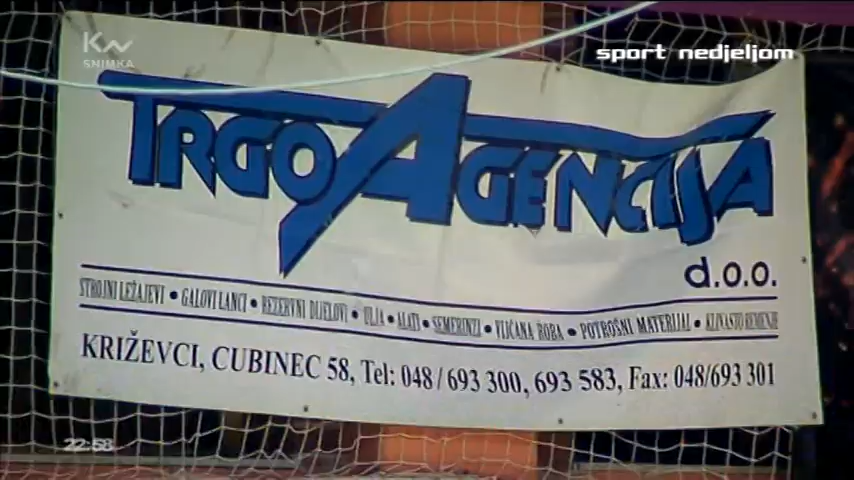 KN
SNIMKA
sport nedjeljom
TRGOAGENCIJA
d.o.o.
STROJNI LEŽAJEVI • GALOVI LANCI • REZERVNI DIJELOVI • ULJA • ALATI • SEMERINZI • VIJČANA ROBA • POTROŠNI MATERIJAL • KLINASTO REMENJE
KRIŽEVCI, CUBINEC 58, Tel: 048/693 300, 693 583, Fax: 048/693 301
22:58